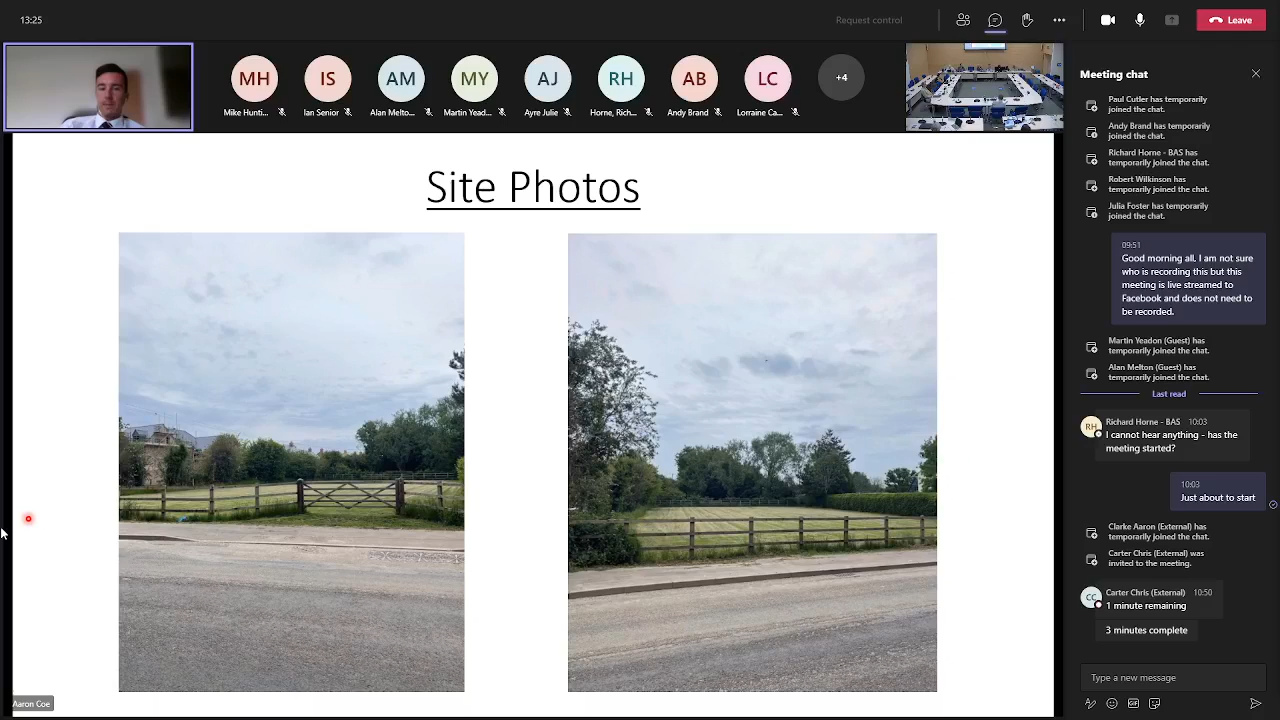 13:25
Request control
Leave
MH
IS
AM
MY
AJ
RH
AB
LC
+4
Ian Senior
Alan Melto...
Martin Yead...
Ayre Julie
Horne, Rich...
Andy Brand
Lorraine Ca...
Site Photos
Aaron Coe
Meeting chat
Paul Cutler has temporarily
joined the chat.
Andy Brand has temporarily
joined the chat.
Richard Horne - BAS has
temporarily joined the chat.
Robert Wilkinson has
temporarily joined the chat.
Julia Foster has temporarily
joined the chat.
09:51
Good morning all. I am not sure
who is recording this but this
meeting is live streamed to
Facebook and does not need to
be recorded.
Martin Yeadon (Guest) has
temporarily joined the chat.
Alan Melton (Guest) has
temporarily joined the chat.
Last read
RH
Richard Horne - BAS 10:03
I cannot hear anything - has the
meeting started?
10:03
Just about to start
Clarke Aaron (External) has
temporarily joined the chat.
Carter Chris (External) was
invited to the meeting.
CC
Carter Chris (External) 10:50
1 minute remaining
3 minutes complete
Type a new message